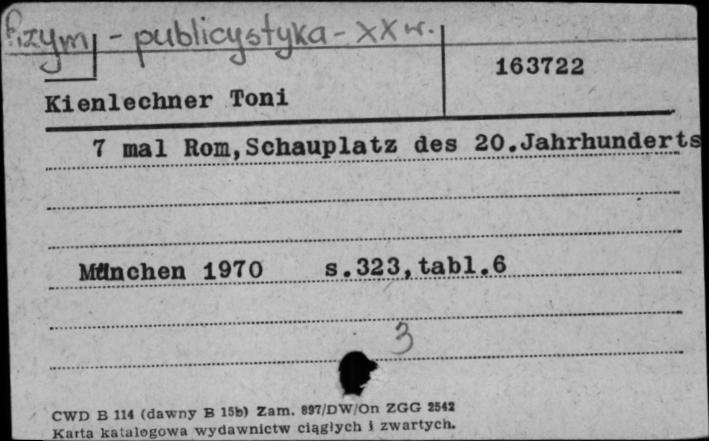 Rzym - publicystyka - XX w.
163722
Kienlechner Toni
7 mal Rom,Schauplatz des 20.Jahrhunderts
München 1970 s.323,tabl.6
3
CWD B 114 (dawny B 15b) Zam. 897/DW/On ZGG 2542
Karta katalogowa wydawnictw ciągłych i zwartych.